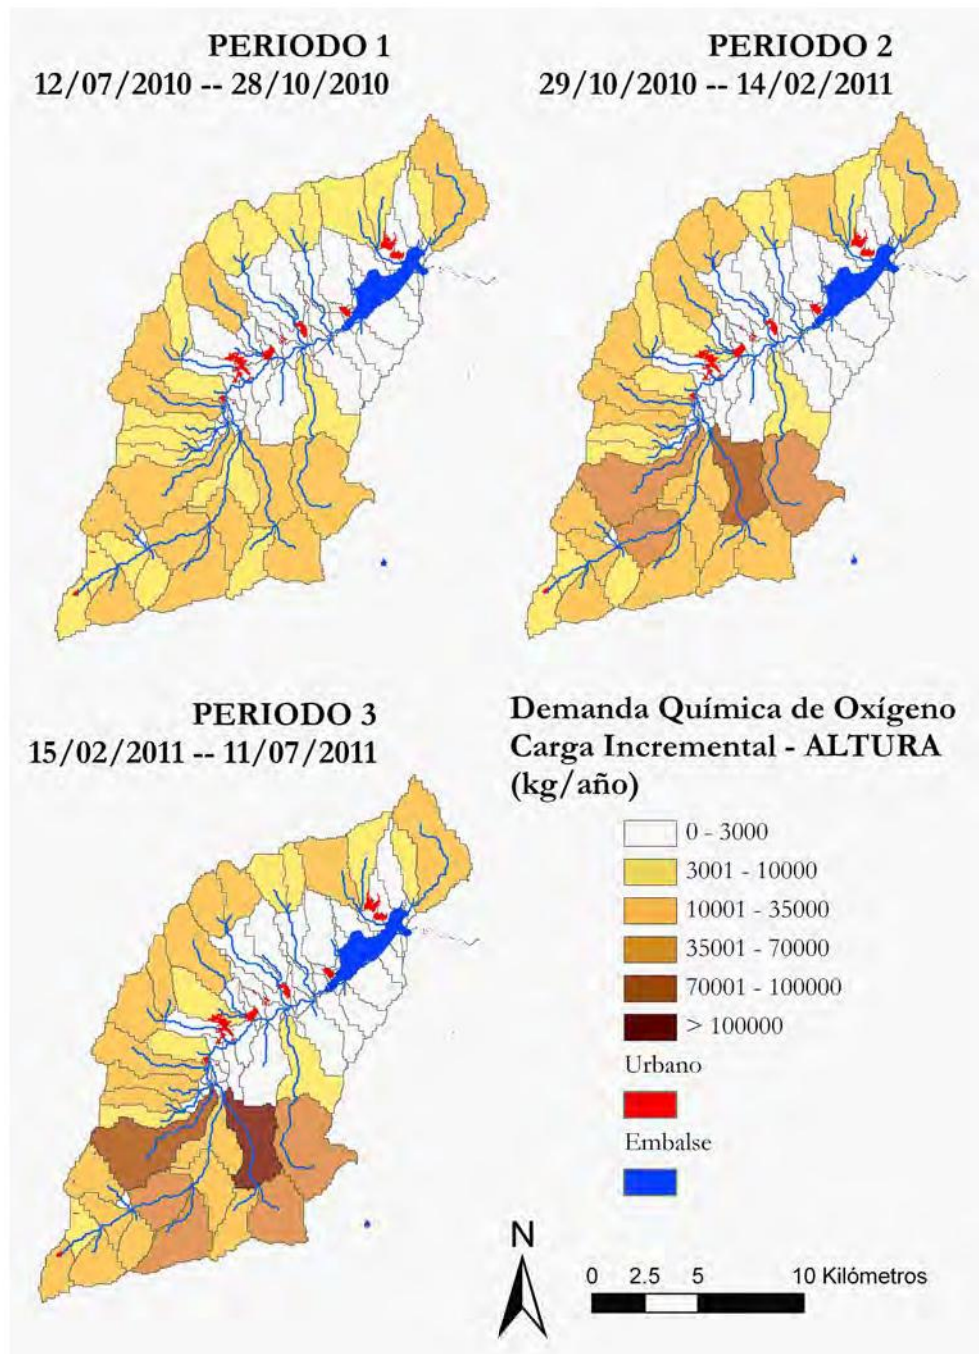 PERIODO 1
12/07/2010 -- 28/10/2010
PERIODO 2
29/10/2010 -- 14/02/2011
PERIODO 3
15/02/2011 -- 11/07/2011
Demanda Química de Oxígeno
Carga Incremental - ALTURA
(kg/año)
0 - 3000
3001 - 10000
10001 - 35000
35001 - 70000
70001 - 100000
> 100000
Urbano
Embalse
N
0 2.5 5 10 Kilómetros